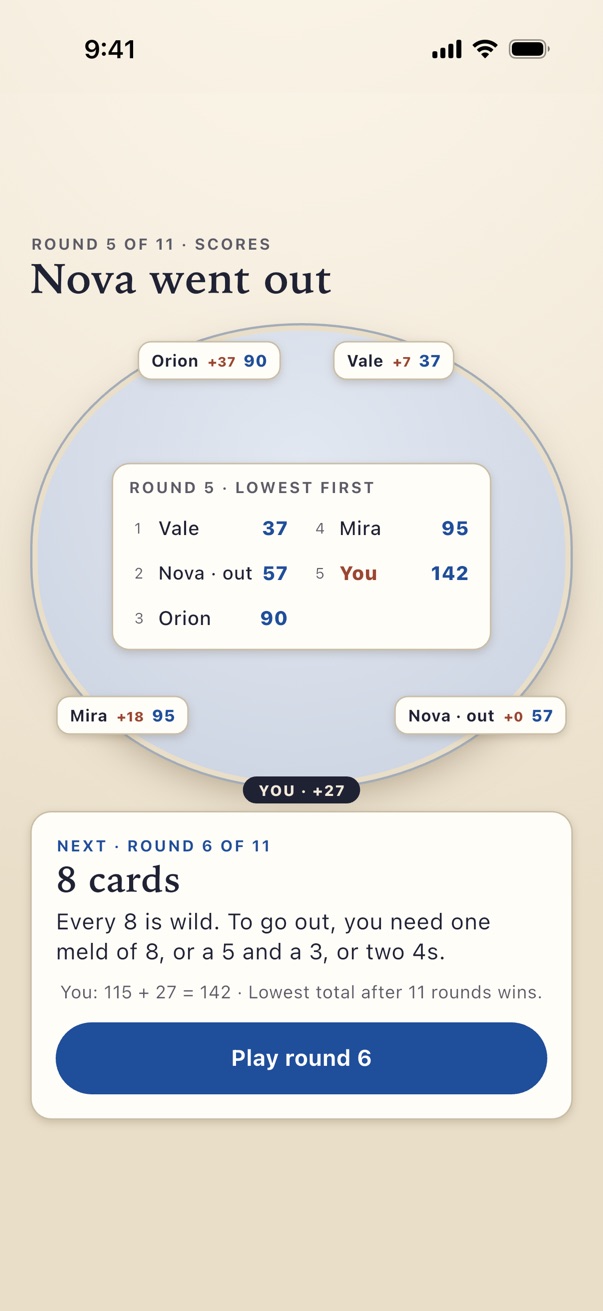 9:41
ROUND 5 OF 11 · SCORES
Nova went out
Orion +37 90
Vale +7 37
ROUND 5 · LOWEST FIRST
1 Vale 37
4 Mira 95
2 Nova · out 57
5 You 142
3 Orion 90
Mira +18 95
Nova · out +0 57
YOU · +27
NEXT · ROUND 6 OF 11
8 cards
Every 8 is wild. To go out, you need one
meld of 8, or a 5 and a 3, or two 4s.
You: 115 + 27 = 142 · Lowest total after 11 rounds wins.
Play round 6